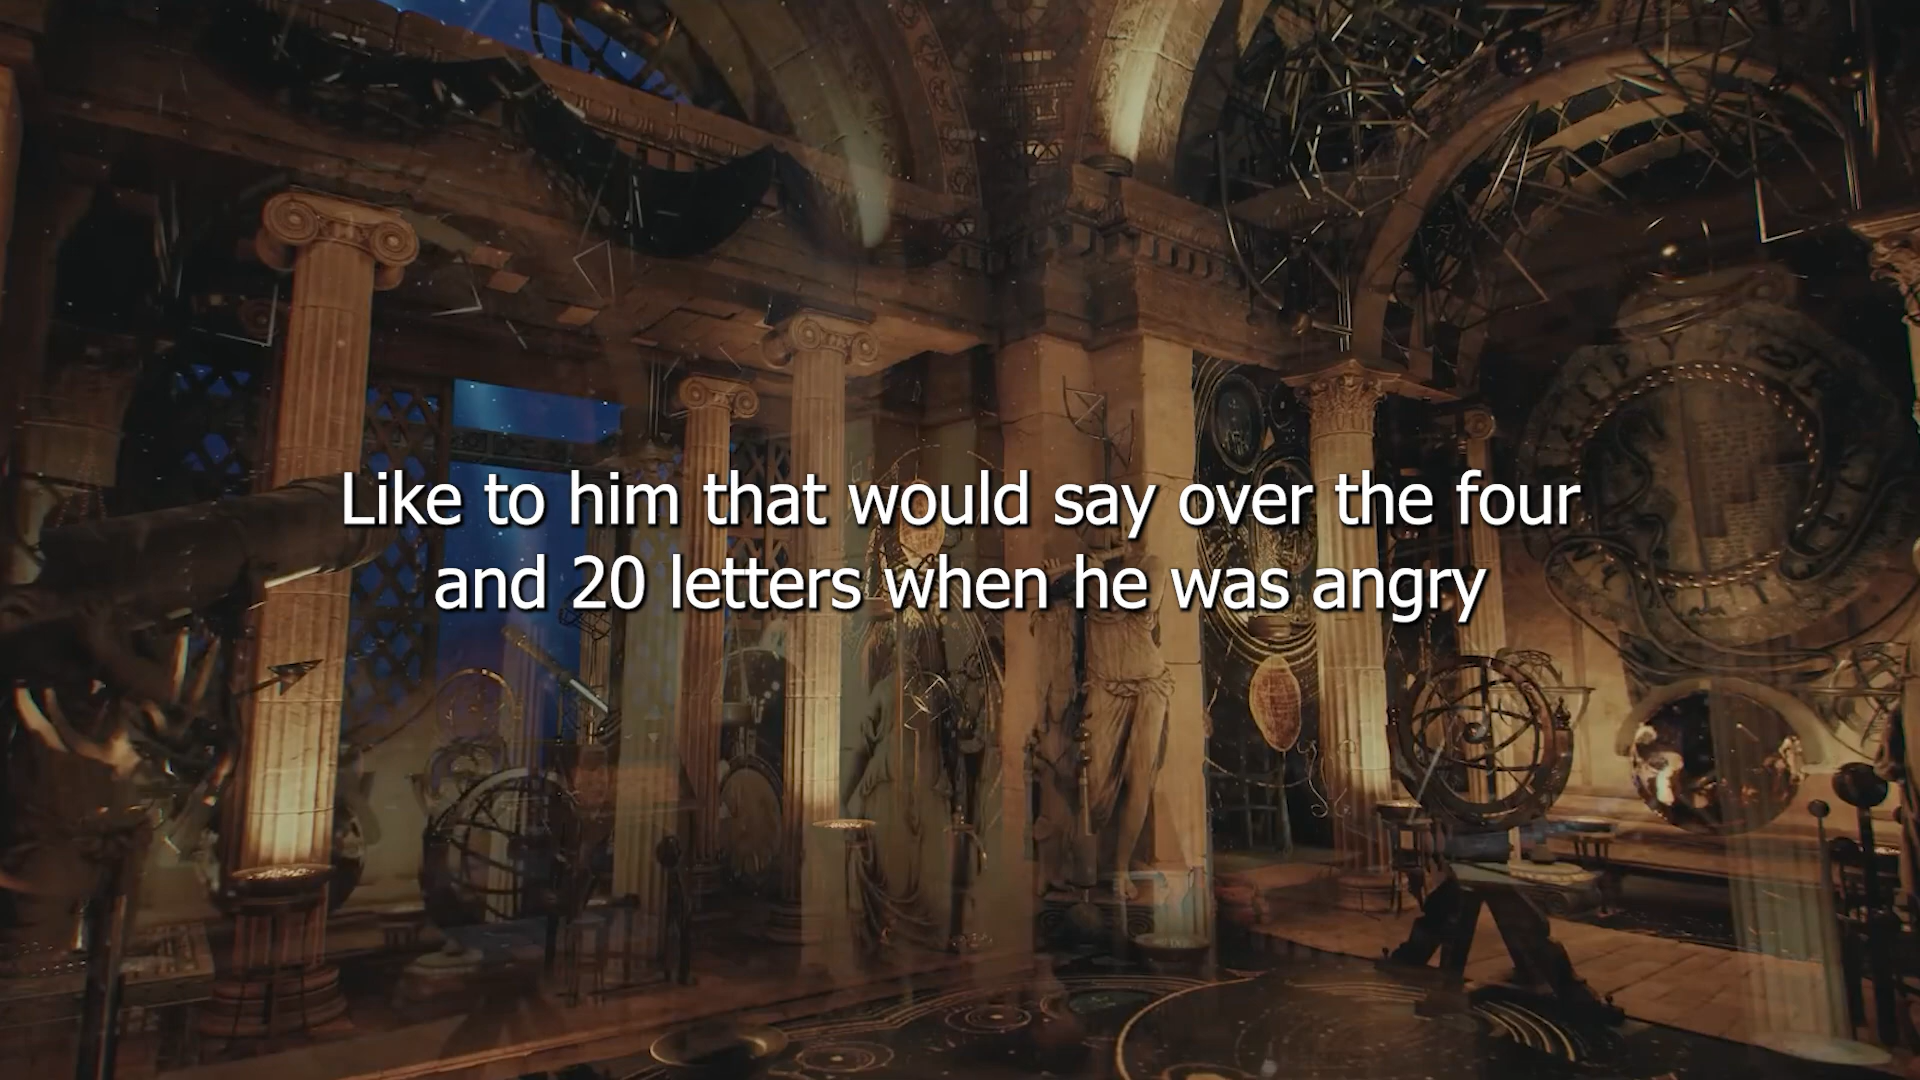 Like to him that would say over the four
and 20 letters when he was angry